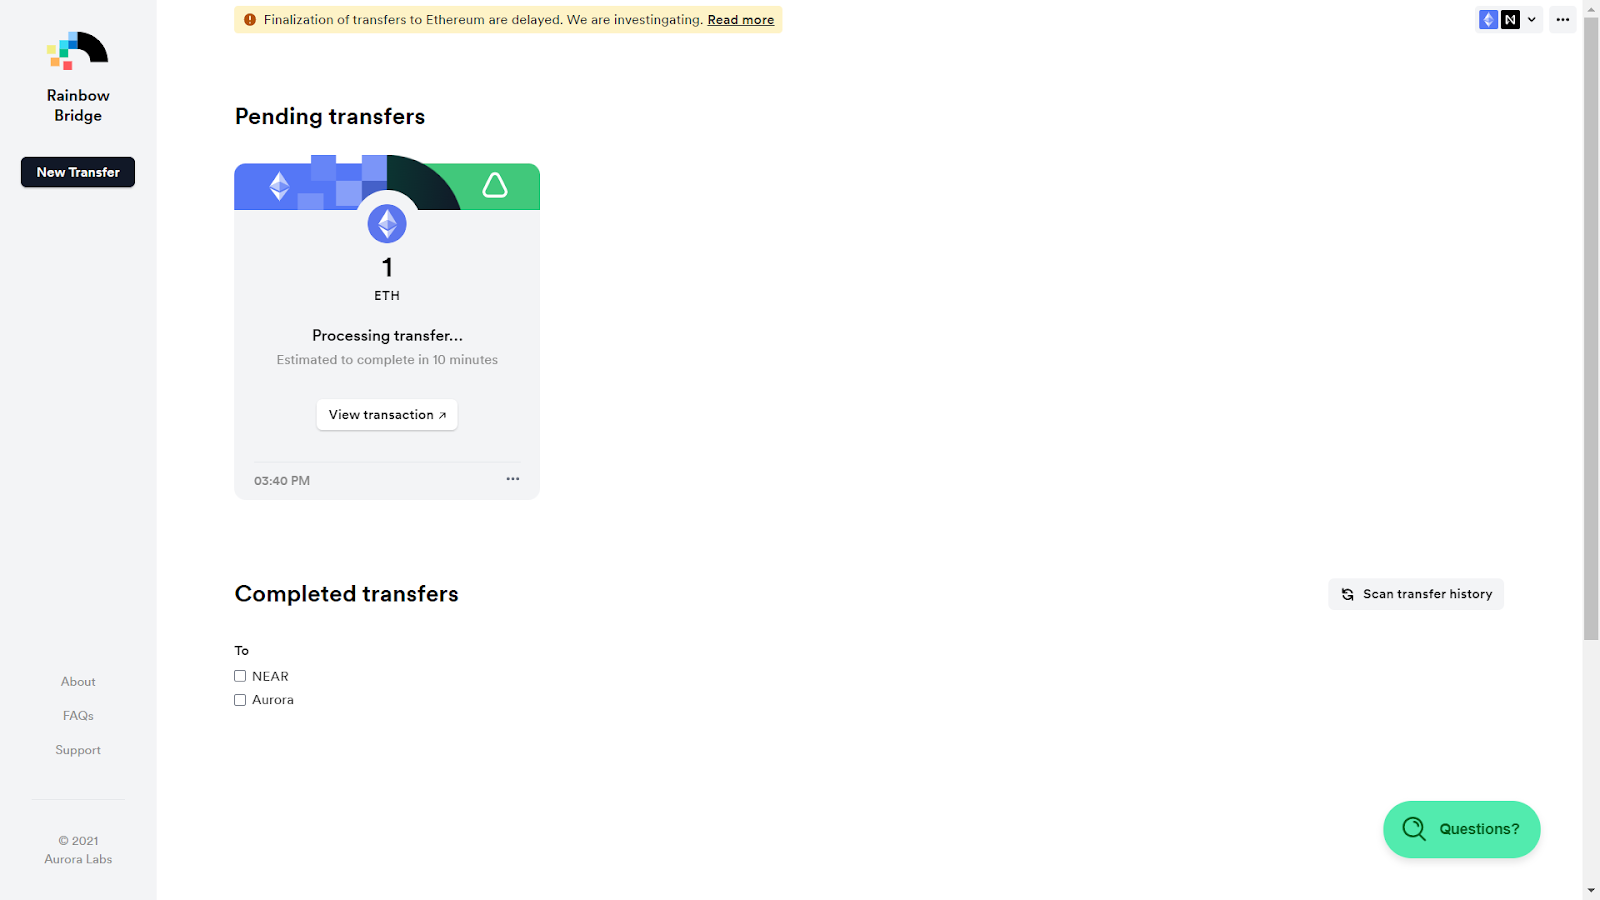 Finalization of transfers to Ethereum are delayed. We are investingating. Read more
Rainbow
Bridge
New Transfer
Pending transfers
1
ETH
Processing transfer...
Estimated to complete in 10 minutes
View transaction ↗
03:40 PM
Completed transfers
Scan transfer history
To
NEAR
Aurora
About
FAQs
Support
© 2021
Aurora Labs
Questions?